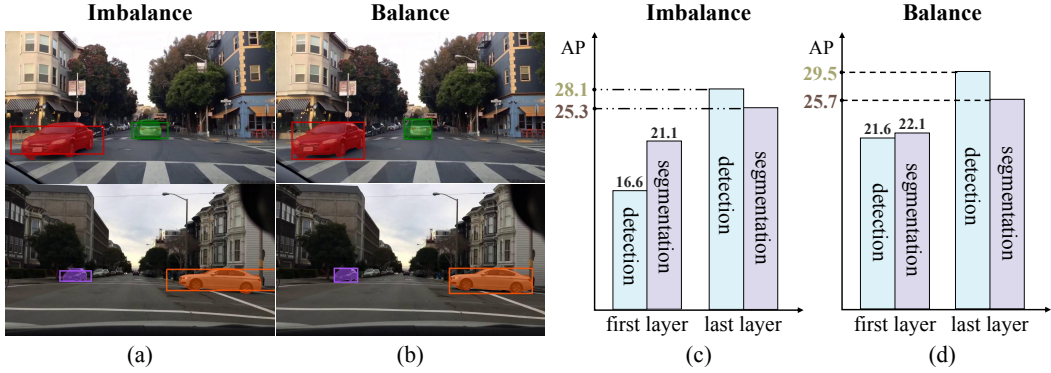 Imbalance
Balance
Imbalance
Balance
AP
28.1
25.3
16.6
21.1
detection
segmentation
detection
segmentation
first layer
last layer
AP
29.5
25.7
21.6
22.1
detection
segmentation
detection
segmentation
first layer
last layer
(a)
(b)
(c)
(d)